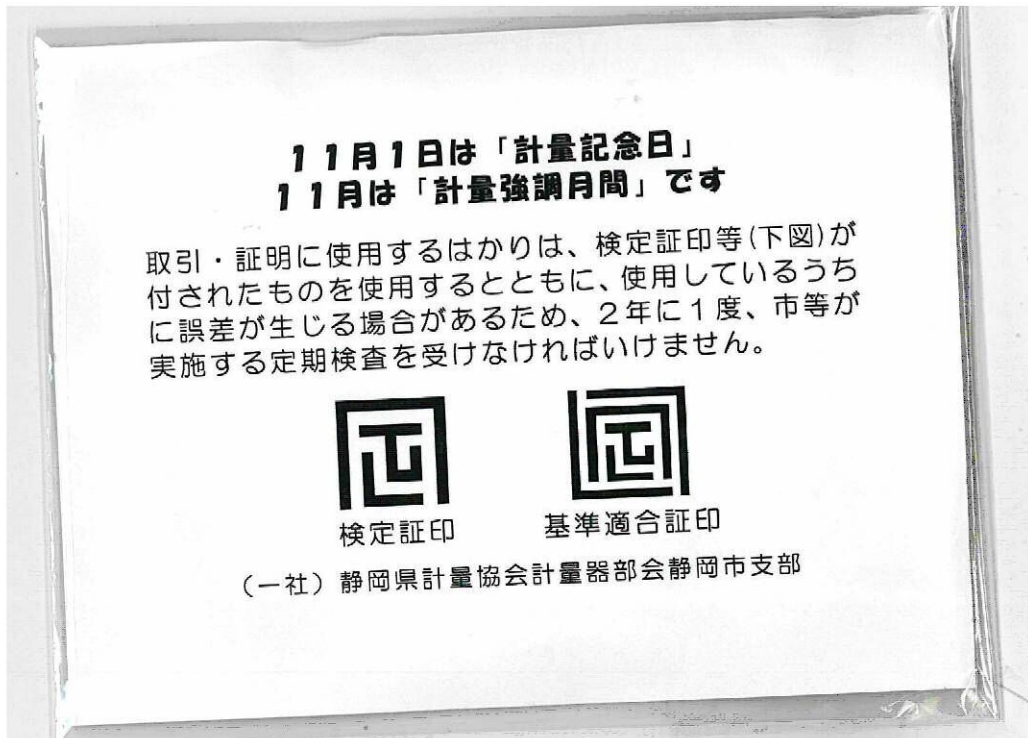 11月1日は「計量記念日」
11月は「計量強調月間」です
取引・証明に使用するはかりは、検定証印等(下図)が
付されたものを使用するとともに、使用しているうち
に誤差が生じる場合があるため、2年に1度、市等が
実施する定期検査を受けなければいけません。
検定証印
基準適合証印
(一社)静岡県計量協会計量器部会静岡市支部